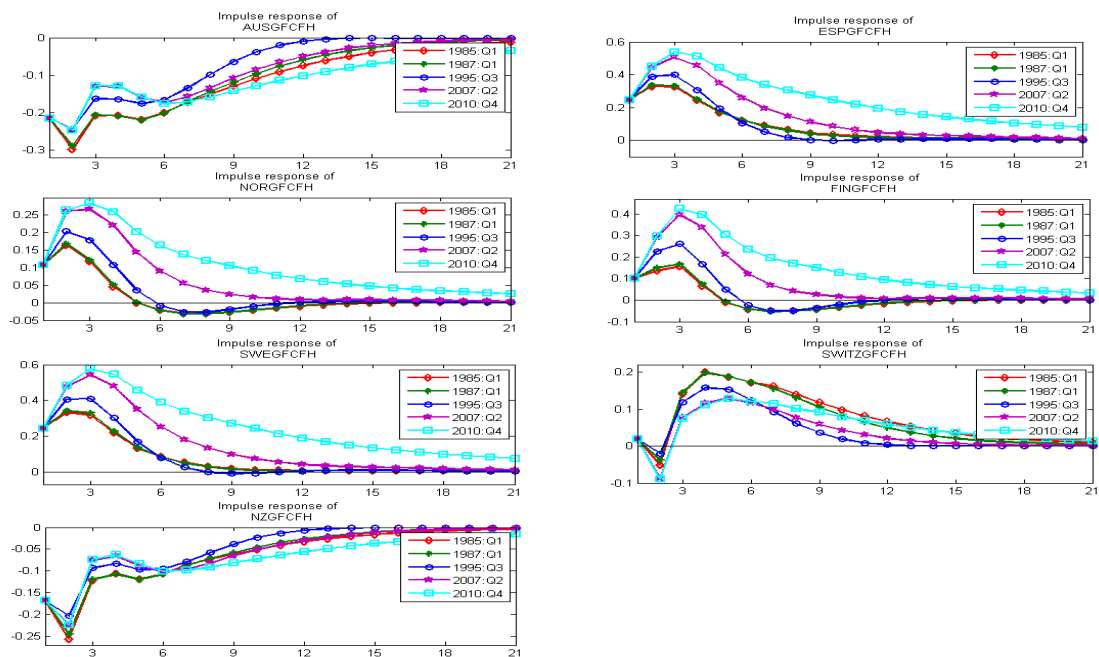 Impulse response of
AUSGFCFH
0
-0.1
-0.2
-0.3
3 6 9 12 15 18 21
1985:Q1
1987:Q1
1995:Q3
2007:Q2
2010:Q4
Impulse response of
ESPGFCFH
0.6
0.4
0.2
0
3 6 9 12 15 18 21
1985:Q1
1987:Q1
1995:Q3
2007:Q2
2010:Q4
Impulse response of
NORGFCFH
0.25
0.2
0.15
0.1
0.05
0
-0.05
3 6 9 12 15 18 21
1985:Q1
1987:Q1
1995:Q3
2007:Q2
2010:Q4
Impulse response of
FINGFCFH
0.4
0.3
0.2
0.1
0
-0.1
3 6 9 12 15 18 21
1985:Q1
1987:Q1
1995:Q3
2007:Q2
2010:Q4
Impulse response of
SWEGFCFH
0.6
0.4
0.2
0
3 6 9 12 15 18 21
1985:Q1
1987:Q1
1995:Q3
2007:Q2
2010:Q4
Impulse response of
SWITZGFCFH
0.2
0.1
0
-0.1
3 6 9 12 15 18 21
1985:Q1
1987:Q1
1995:Q3
2007:Q2
2010:Q4
Impulse response of
NZGFCFH
0
-0.05
-0.1
-0.15
-0.2
-0.25
3 6 9 12 15 18 21
1985:Q1
1987:Q1
1995:Q3
2007:Q2
2010:Q4